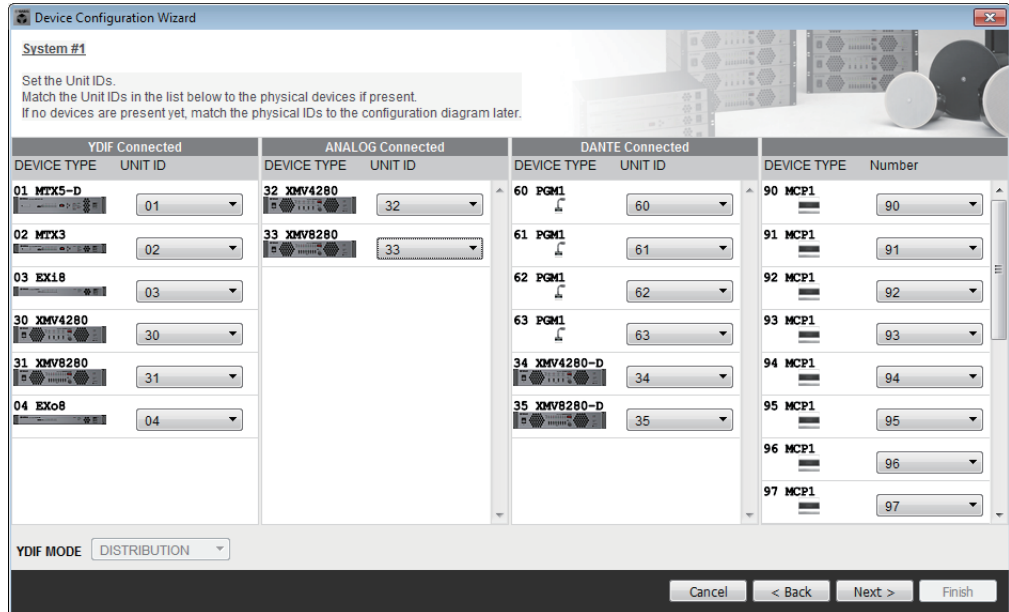 Device Configuration Wizard
System #1
Set the Unit IDs.
Match the Unit IDs in the list below to the physical devices if present.
If no devices are present yet, match the physical IDs to the configuration diagram later.
YDIF Connected
DEVICE TYPE UNIT ID
01 MTX5-D
01
02 MTX3
02
03 EXi8
03
30 XMV4280
30
31 XMV8280
31
04 EXo8
04
ANALOG Connected
DEVICE TYPE UNIT ID
32 XMV4280
32
33 XMV8280
33
DANTE Connected
DEVICE TYPE UNIT ID
60 PGM1
60
61 PGM1
61
62 PGM1
62
63 PGM1
63
34 XMV4280-D
34
35 XMV8280-D
35
DEVICE TYPE Number
90 MCP1
90
91 MCP1
91
92 MCP1
92
93 MCP1
93
94 MCP1
94
95 MCP1
95
96 MCP1
96
97 MCP1
97
YDIF MODE DISTRIBUTION
Cancel < Back Next > Finish